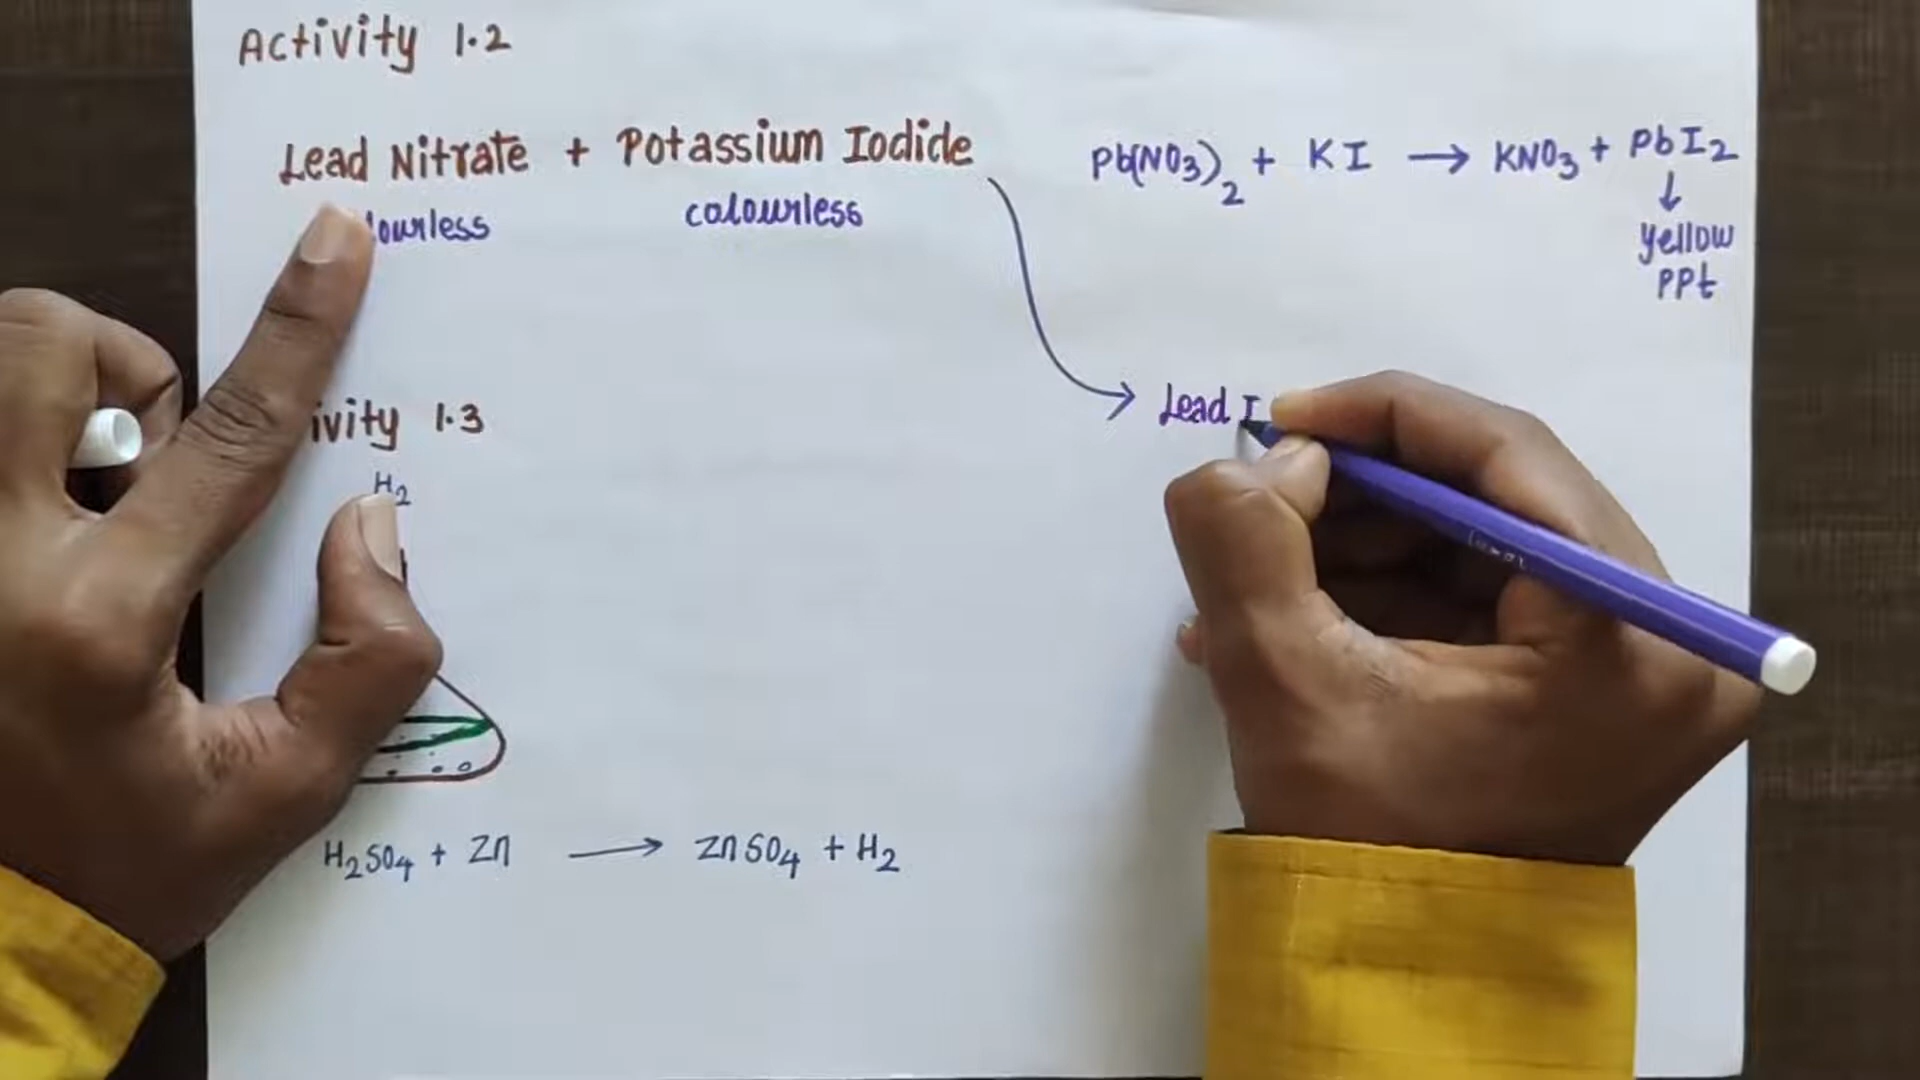 Activity 1.2
Lead Nitrate + Potassium Iodide
lourless colourless
Pb(NO3)2 + KI → KNO3 + PbI2
↓
yellow
ppt
Lead I
ivity 1.3
H2
H2SO4 + Zn → ZnSO4 + H2